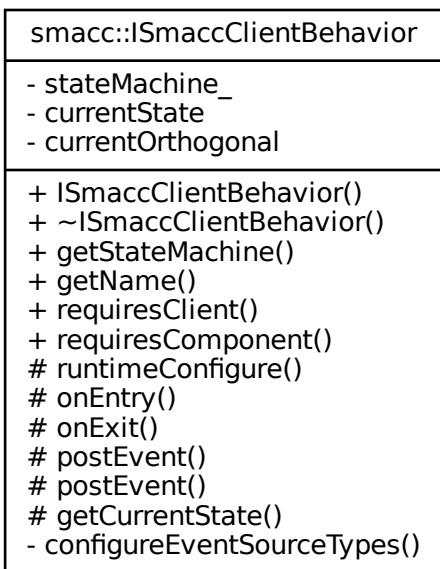 smacc::ISmaccClientBehavior
- stateMachine_
- currentState
- currentOrthogonal
+ ISmaccClientBehavior()
+ ~ISmaccClientBehavior()
+ getStateMachine()
+ getName()
+ requiresClient()
+ requiresComponent()
# runtimeConfigure()
# onEntry()
# onExit()
# postEvent()
# postEvent()
# getCurrentState()
- configureEventSourceTypes()